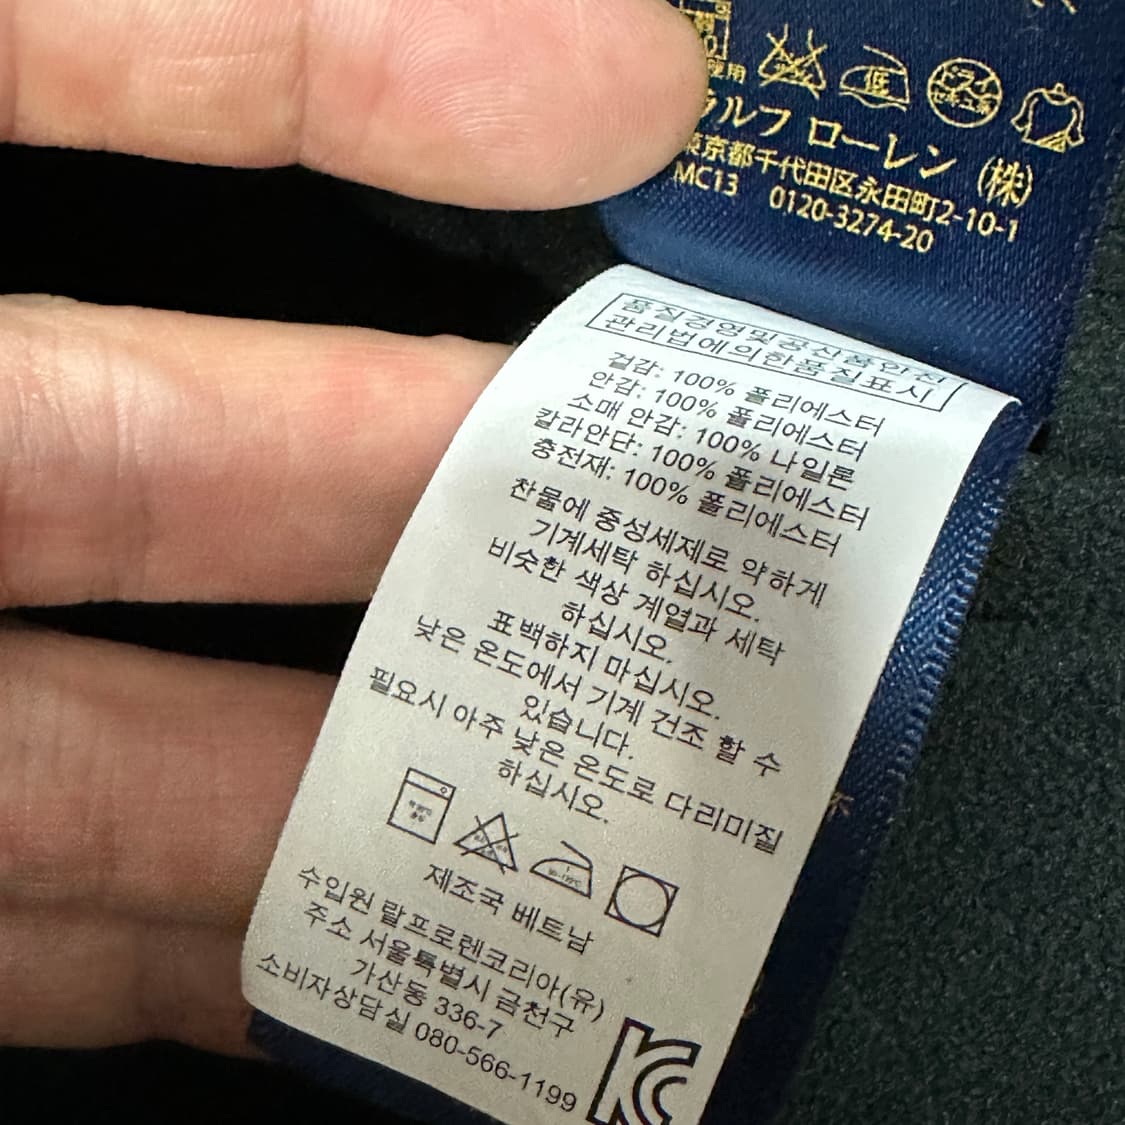 低
ドライ
セキユ系
ラルフ ローレン (株)
東京都千代田区永田町2-10-1
MC13 0120-3274-20
품질경영및공산품안전
관리법에의한품질표시
겉감: 100% 폴리에스터
안감: 100% 폴리에스터
소매 안감: 100% 나일론
칼라안단: 100% 폴리에스터
충전재: 100% 폴리에스터
찬물에 중성세제로 약하게
기계세탁 하십시오.
비슷한 색상 계열과 세탁
하십시오.
표백하지 마십시오.
낮은 온도에서 기계 건조 할 수
있습니다.
필요시 아주 낮은 온도로 다리미질
하십시오.
제조국 베트남
수입원 랄프로렌코리아(유)
주소 서울특별시 금천구
가산동 336-7
소비자상담실 080-566-1199
KC